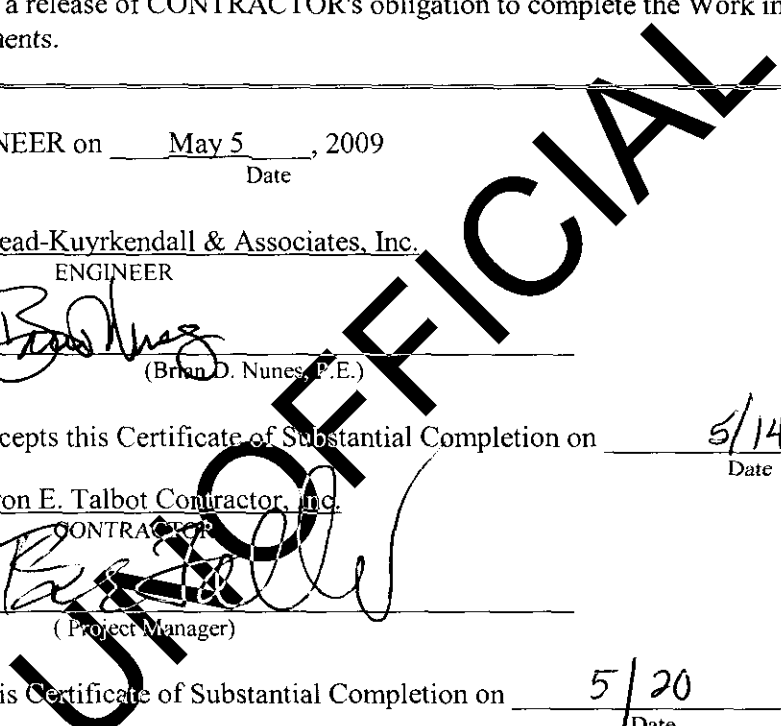 a release of CONTRACTOR's obligation to complete the Work in
nents.
NEER on May 5, 2009
Date
ead-Kuyrkendall & Associates, Inc.
ENGINEER
(Brian D. Nunes, P.E.)
cepts this Certificate of Substantial Completion on 5/14
Date
on E. Talbot Contractor, Inc.
CONTRACTOR
( Project Manager)
is Certificate of Substantial Completion on 5/20
Date
UNOFFICIAL